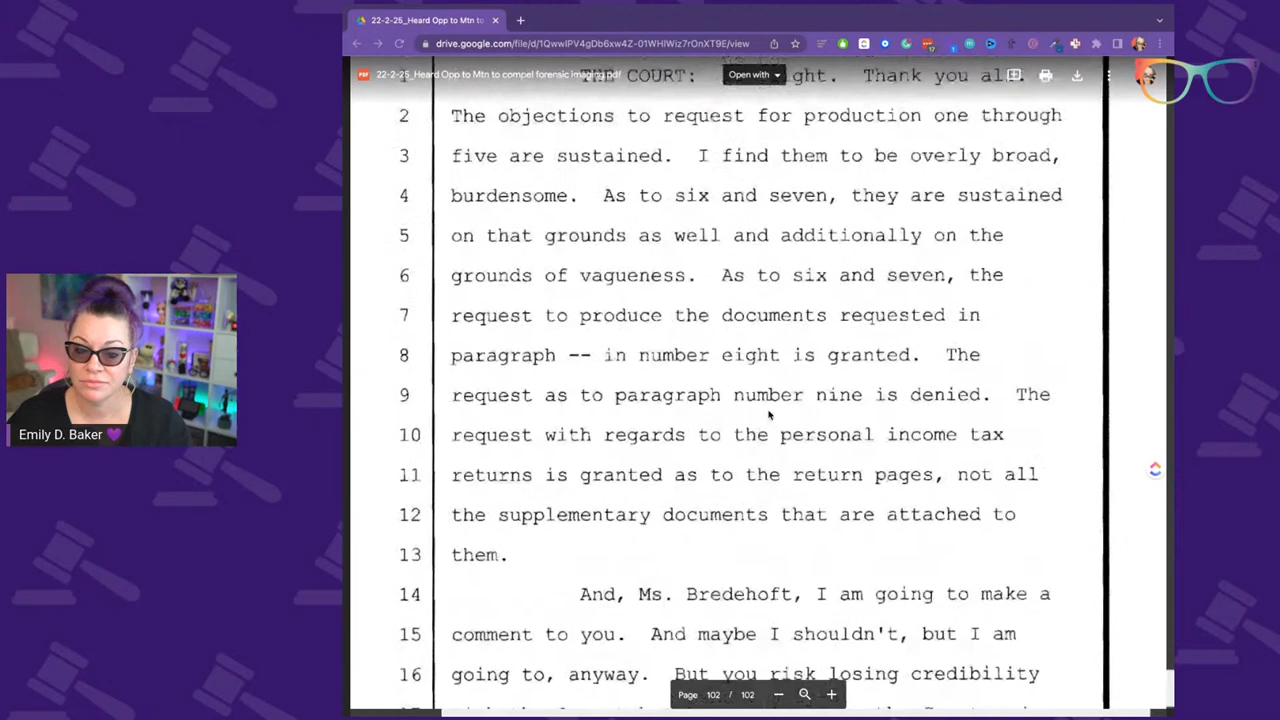 22-2-25_Heard Opp to Mtn to
drive.google.com/file/d/1QwwIPV4gDb6xw4Z-01WHIWiz7rOnXT9E/view
22-2-25_Heard Opp to Mtn to compel forensic imaging.pdf
Open with
1 THE COURT: right. Thank you all.
2 The objections to request for production one through
3 five are sustained. I find them to be overly broad,
4 burdensome. As to six and seven, they are sustained
5 on that grounds as well and additionally on the
6 grounds of vagueness. As to six and seven, the
7 request to produce the documents requested in
8 paragraph -- in number eight is granted. The
9 request as to paragraph number nine is denied. The
10 request with regards to the personal income tax
11 returns is granted as to the return pages, not all
12 the supplementary documents that are attached to
13 them.
14 And, Ms. Bredehoft, I am going to make a
15 comment to you. And maybe I shouldn't, but I am
16 going to, anyway. But you risk losing credibility
Page 102 / 102
Emily D. Baker